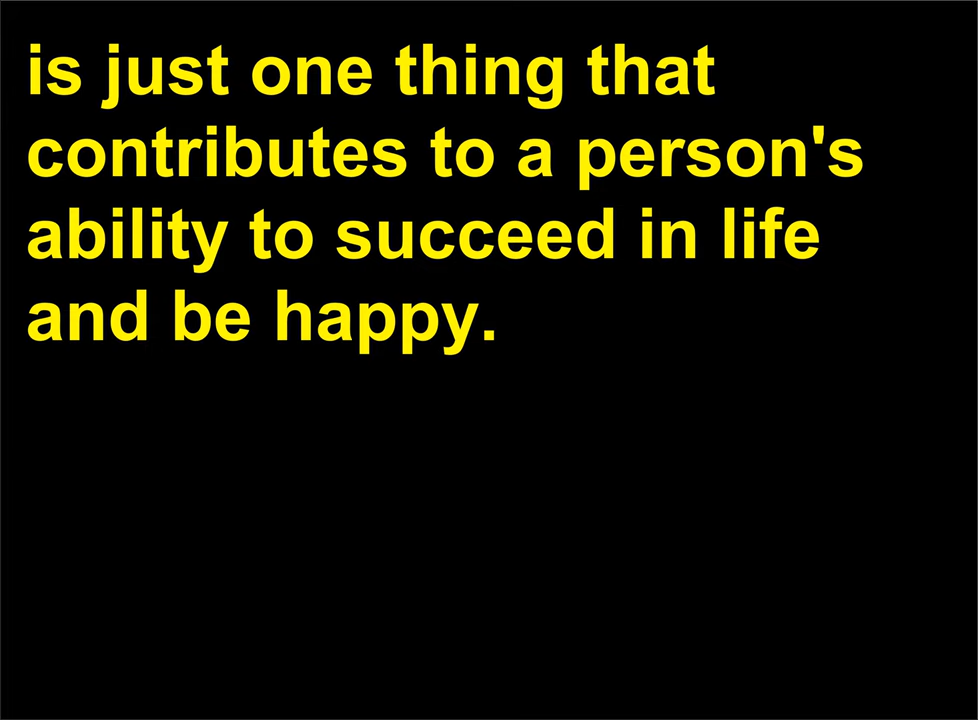 is just one thing that
contributes to a person's
ability to succeed in life
and be happy.